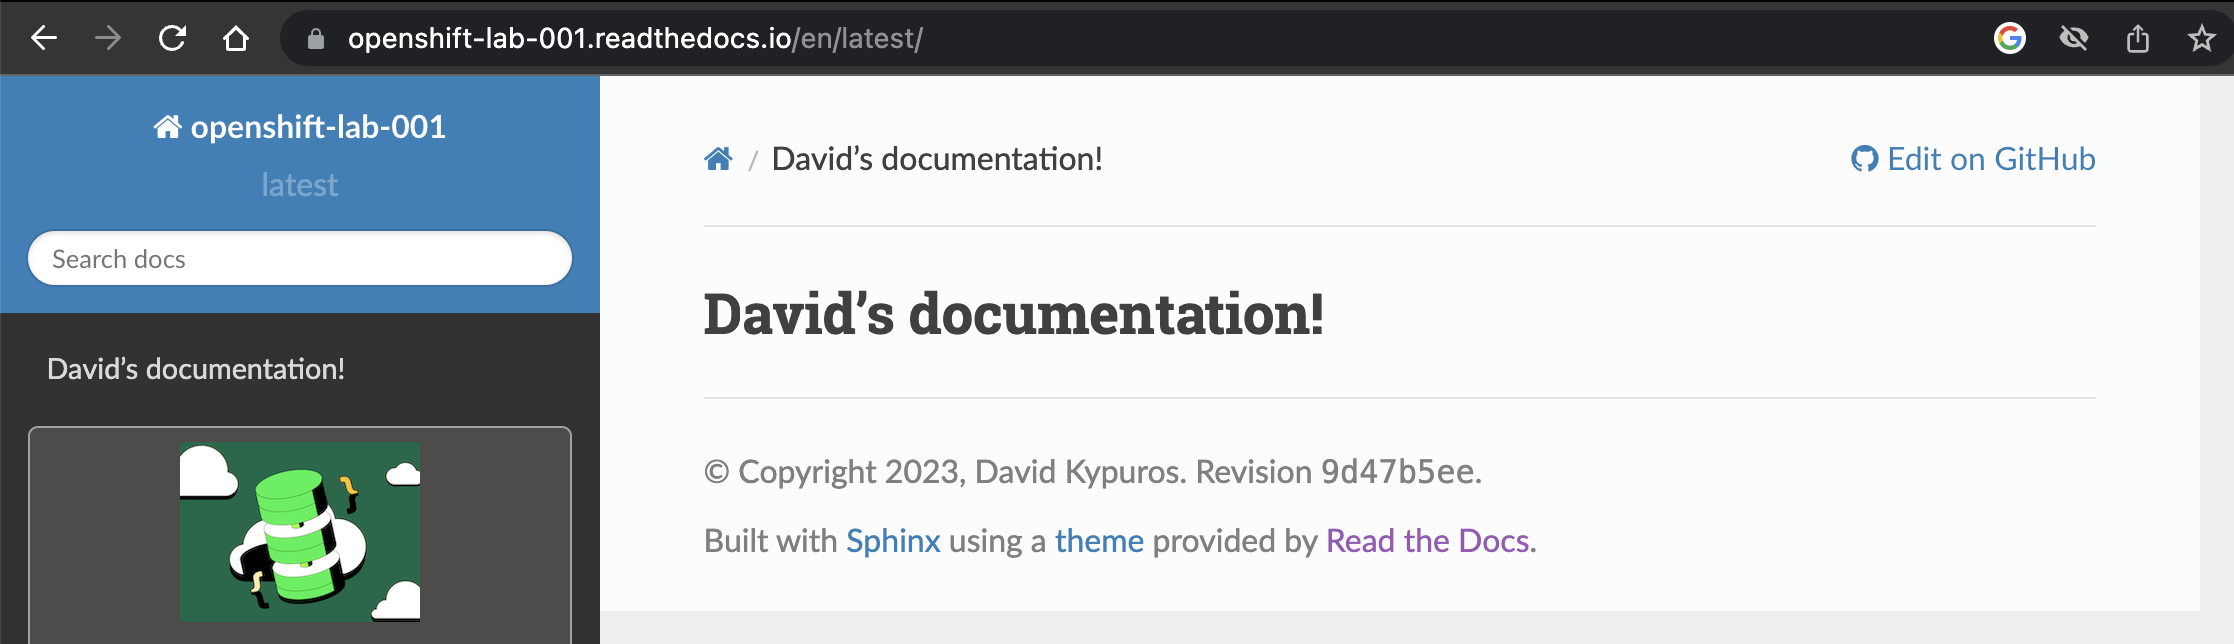 openshift-lab-001.readthedocs.io/en/latest/
openshift-lab-001
latest
Search docs
David’s documentation!
/ David’s documentation!
Edit on GitHub
David’s documentation!
© Copyright 2023, David Kypuros. Revision 9d47b5ee.
Built with Sphinx using a theme provided by Read the Docs.